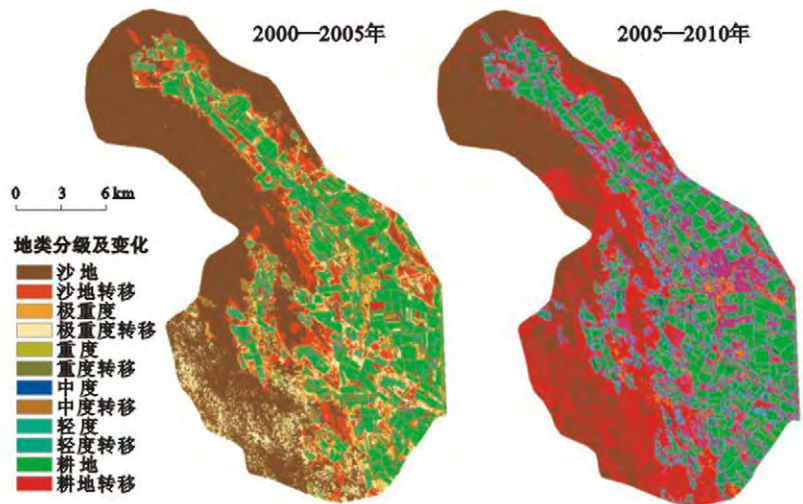 2000—2005年
2005—2010年
0 3 6 km
地类分级及变化
沙地
沙地转移
极重度
极重度转移
重度
重度转移
中度
中度转移
轻度
轻度转移
耕地
耕地转移